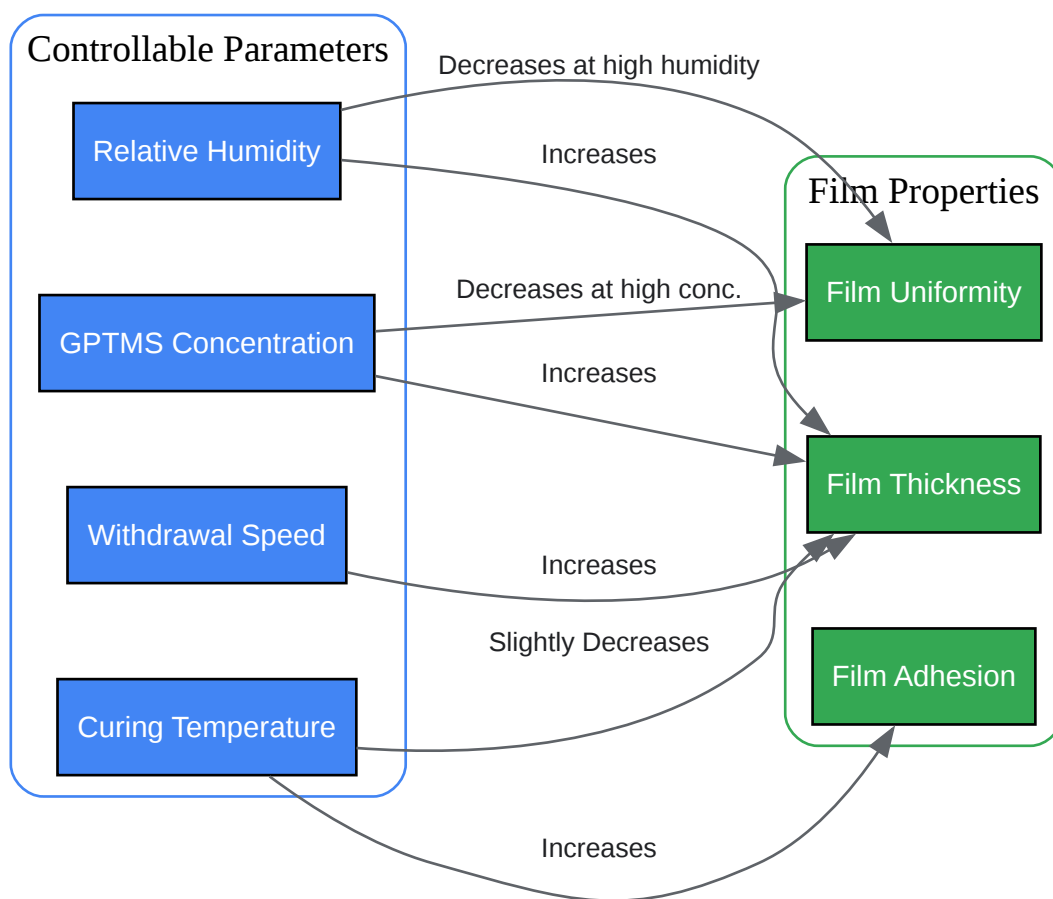 Controllable Parameters
Relative Humidity
GPTMS Concentration
Withdrawal Speed
Curing Temperature
Decreases at high humidity
Increases
Decreases at high conc.
Increases
Increases
Slightly Decreases
Increases
Film Properties
Film Uniformity
Film Thickness
Film Adhesion